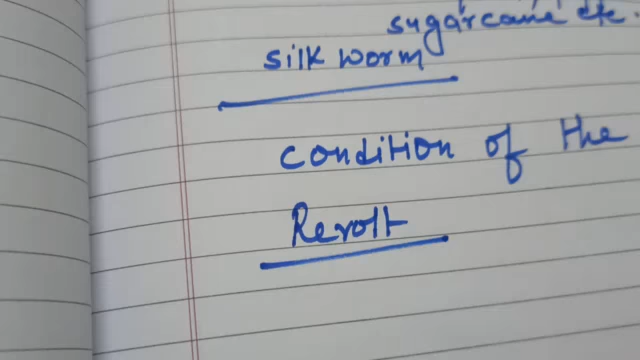 sugarcane etc.
silk worm
condition of the
Revolt